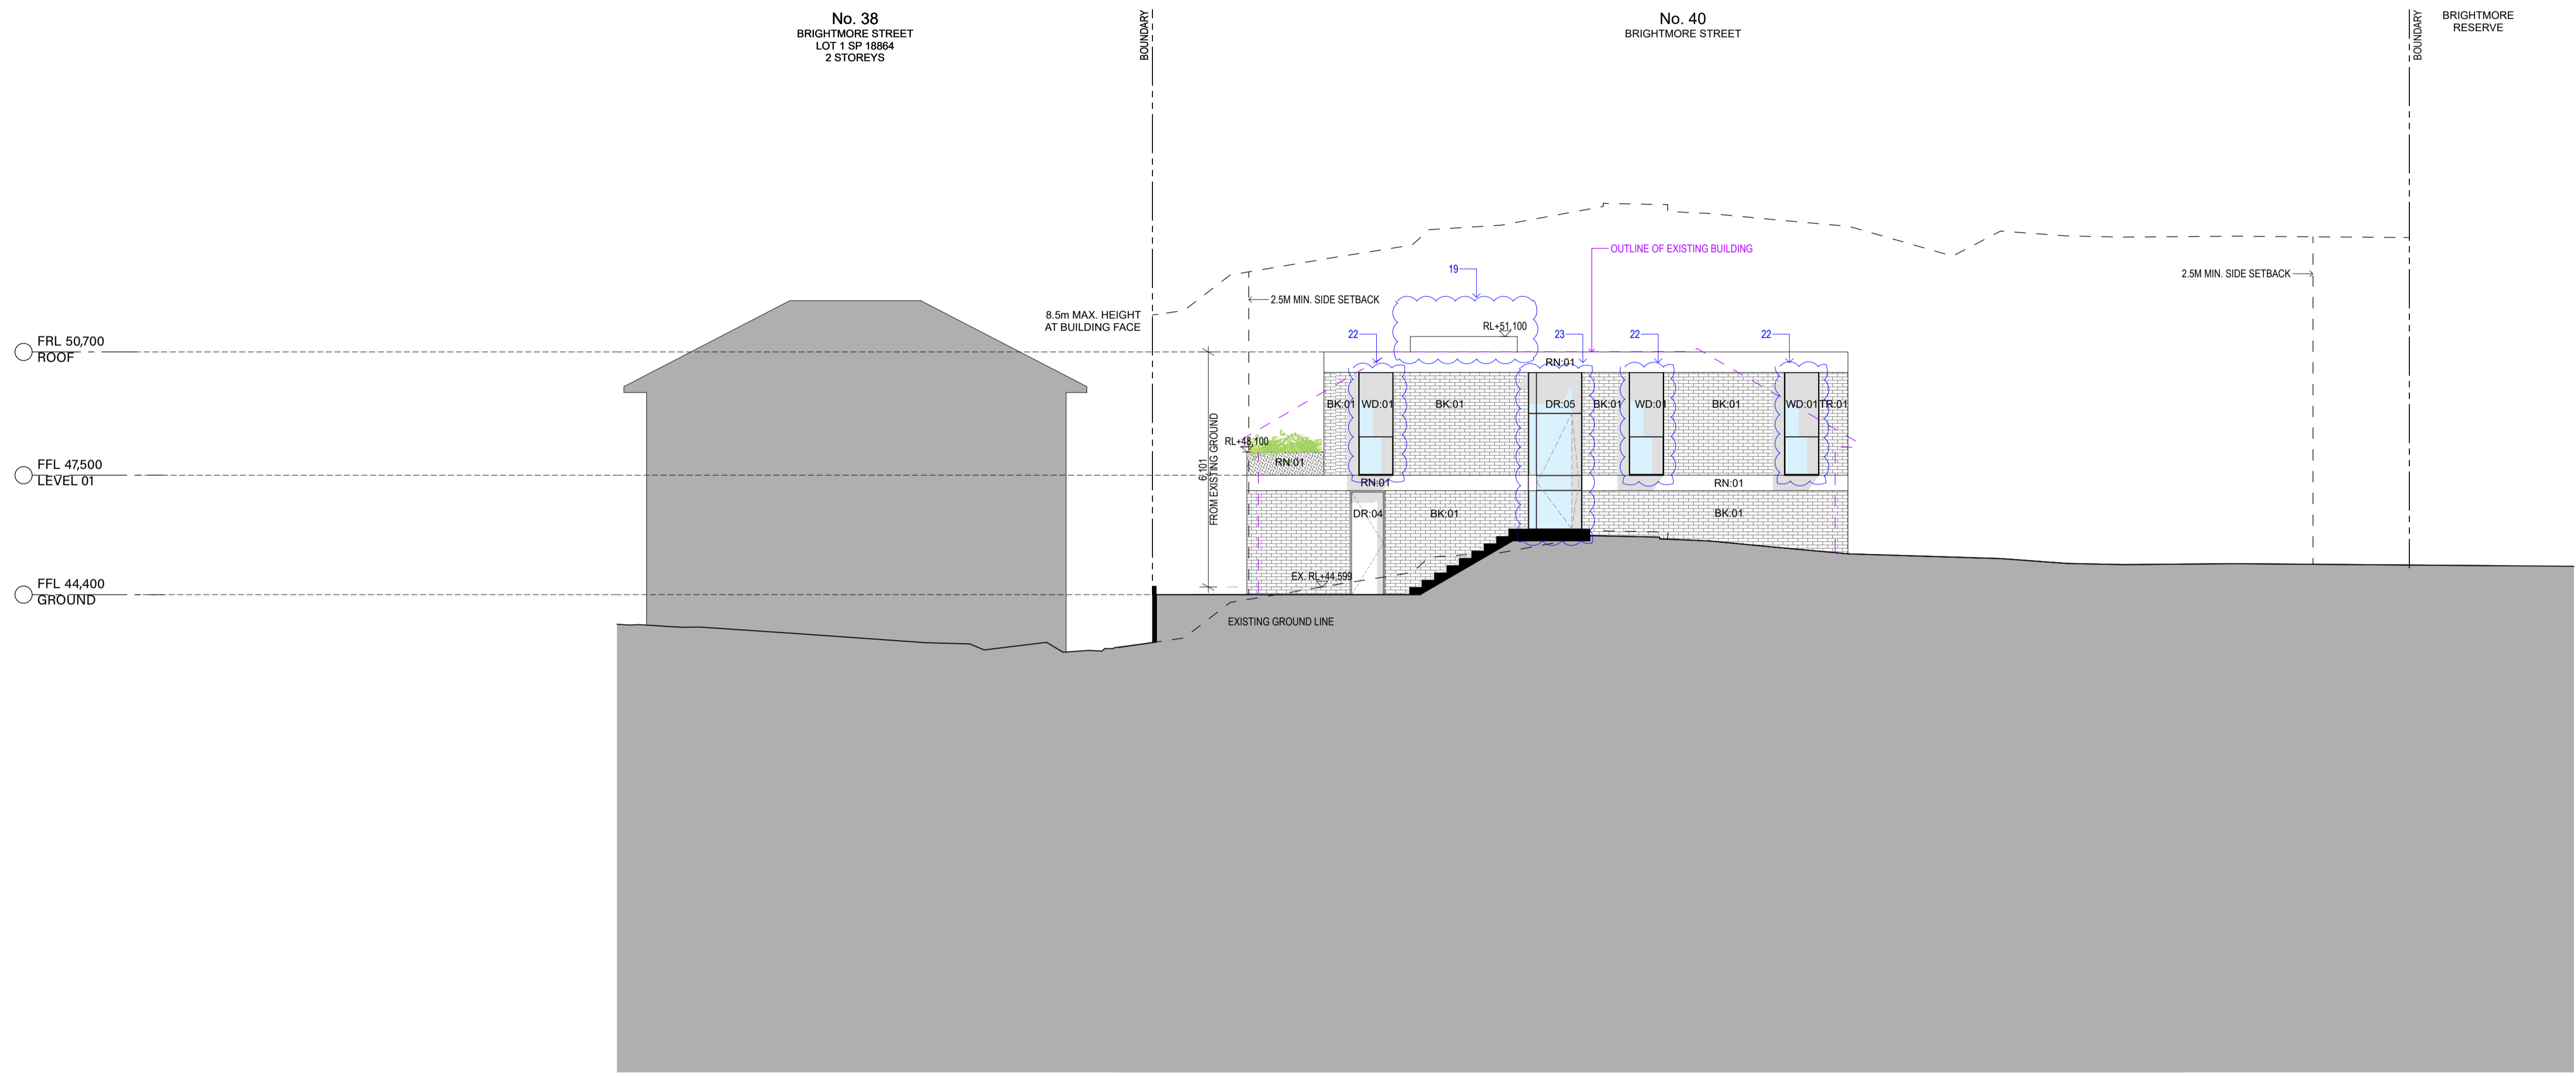 No. 38
BRIGHTMORE STREET
LOT 1 SP 18864
2 STOREYS
BOUNDARY
No. 40
BRIGHTMORE STREET
BOUNDARY
BRIGHTMORE
RESERVE
OUTLINE OF EXISTING BUILDING
19
2.5M MIN. SIDE SETBACK
2.5M MIN. SIDE SETBACK
8.5m MAX. HEIGHT
AT BUILDING FACE
RL+51,100
22
23
22
22
FRL 50,700
ROOF
RN:01
BK:01
WD:01
BK:01
DR:05
BK:01
WD:01
BK:01
WD:01
TR:01
RL+48,100
RN:01
FFL 47,500
LEVEL 01
6,101
FROM EXISTING GROUND
RN:01
RN:01
DR:04
BK:01
BK:01
EX. RL+44,599
FFL 44,400
GROUND
EXISTING GROUND LINE